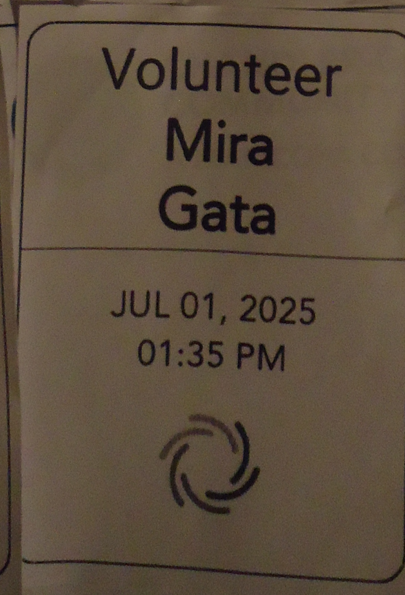 Volunteer
Mira
Gata
JUL 01, 2025
01:35 PM